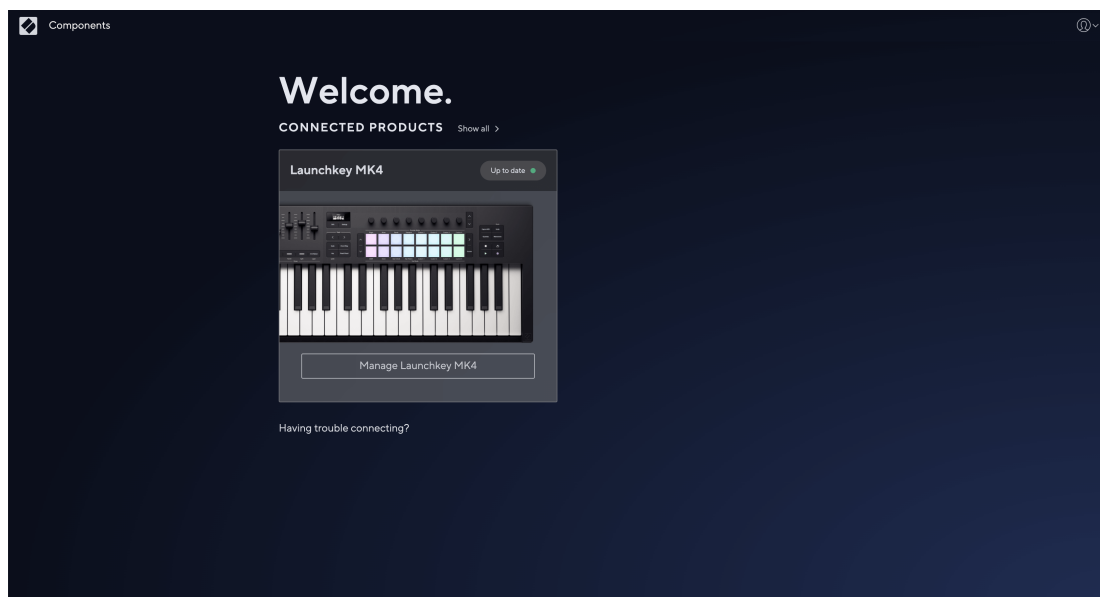 Components
Welcome.
CONNECTED PRODUCTS Show all >
Launchkey MK4
Up to date
Manage Launchkey MK4
Having trouble connecting?